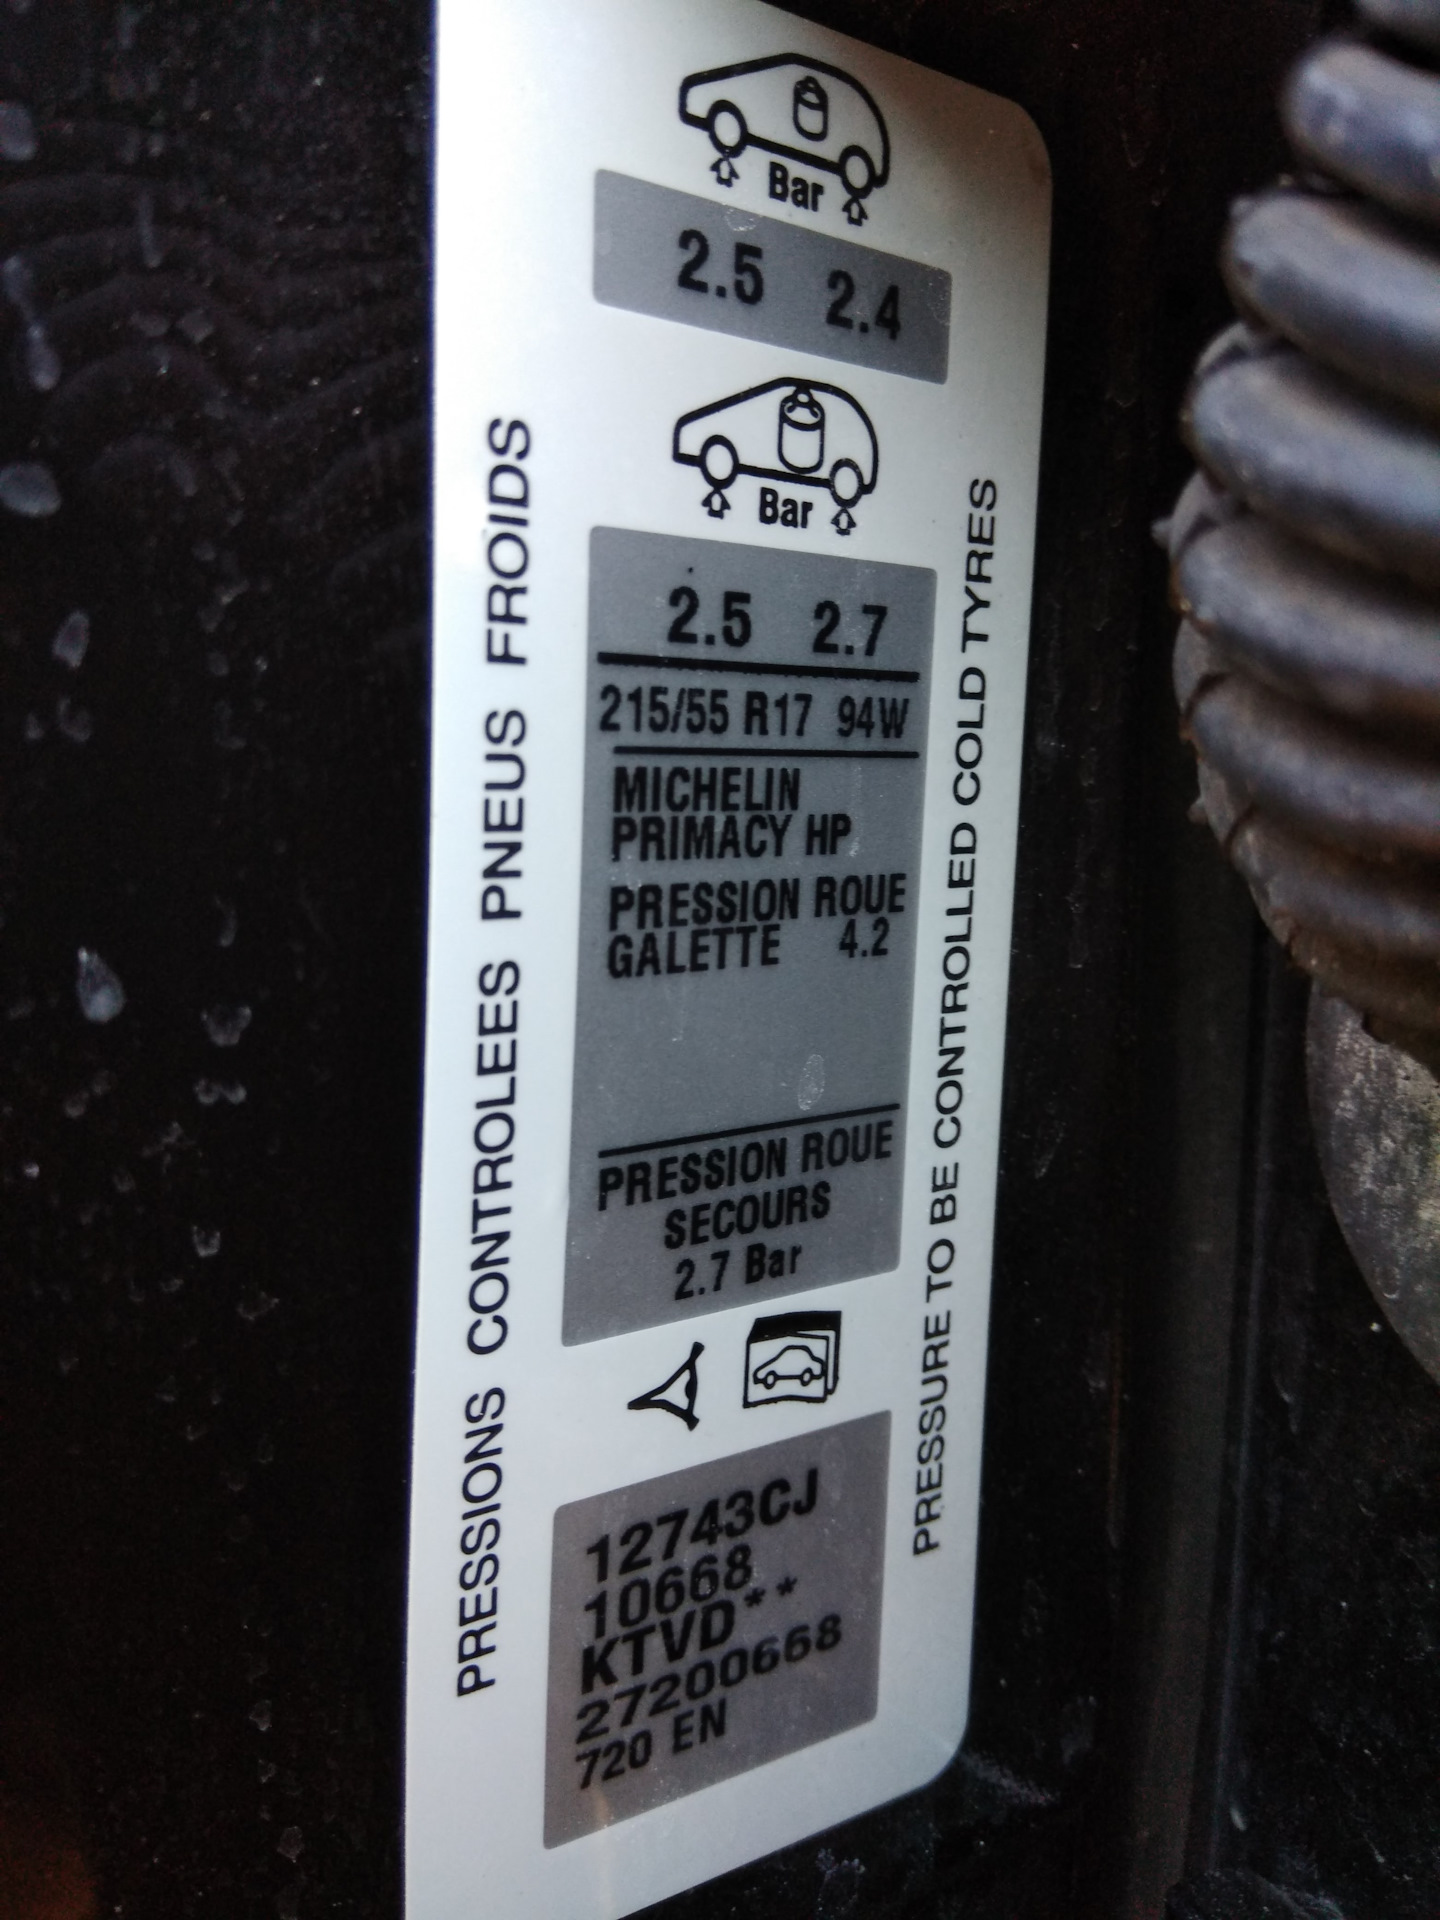 Bar
2.5 2.4
Bar
2.5 2.7
215/55 R17 94W
MICHELIN
PRIMACY HP
PRESSION ROUE
GALETTE 4.2
PRESSION ROUE
SECOURS
2.7 Bar
12743CJ
10668
KTVD**
27200668
720 EN
PRESSIONS CONTROLEES PNEUS FROIDS
PRESSURE TO BE CONTROLLED COLD TYRES